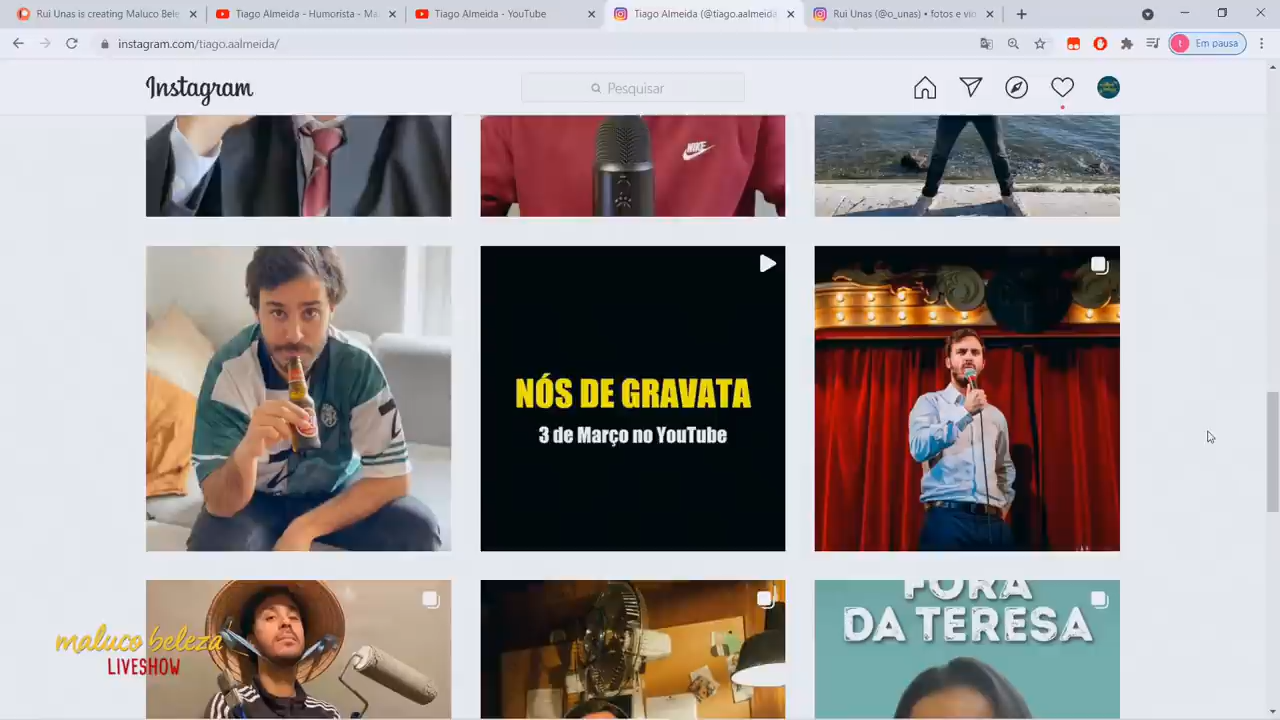 Rui Unas is creating Maluco Bele
Tiago Almeida - Humorista - Ma
Tiago Almeida - YouTube
Tiago Almeida (@tiago.aalmeida
Rui Unas (@o_unas) • fotos e vío
instagram.com/tiago.aalmeida/
t
Em pausa
Instagram
Pesquisar
NIKE
NÓS DE GRAVATA
3 de Março no YouTube
FORA
DA TERESA
maluco beleza
LIVESHOW